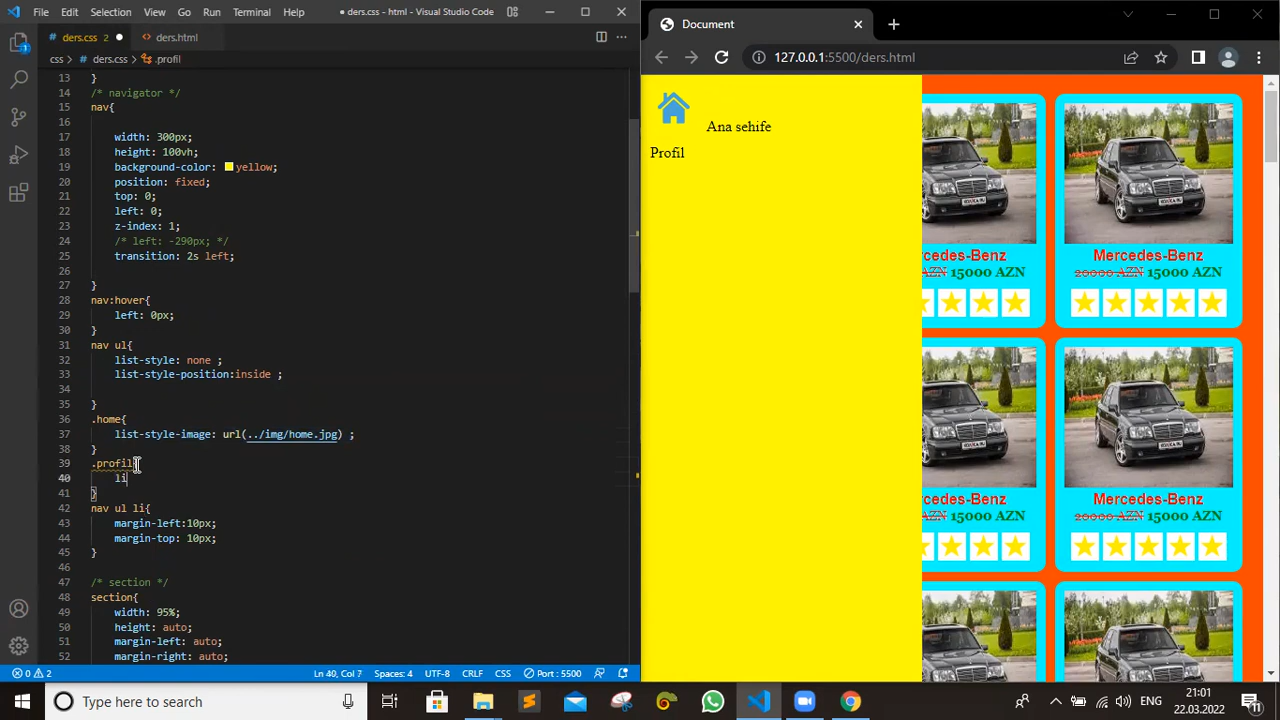 File Edit Selection View Go Run Terminal Help ders.css - html - Visual Studio Code
ders.css 2 ders.html
css > ders.css > .profil
13 }
14 /* navigator */
15 nav{
16
17 width: 300px;
18 height: 100vh;
19 background-color: yellow;
20 position: fixed;
21 top: 0;
22 left: 0;
23 z-index: 1;
24 /* left: -290px; */
25 transition: 2s left;
26
27 }
28 nav:hover{
29 left: 0px;
30 }
31 nav ul{
32 list-style: none ;
33 list-style-position:inside ;
34
35 }
36 .home{
37 list-style-image: url(../img/home.jpg) ;
38 }
39 .profil{
40 li
41 }
42 nav ul li{
43 margin-left:10px;
44 margin-top: 10px;
45 }
46
47 /* section */
48 section{
49 width: 95%;
50 height: auto;
51 margin-left: auto;
52 margin-right: auto;
0 2 Ln 40, Col 7 Spaces: 4 UTF-8 CRLF CSS Port : 5500
Document
127.0.0.1:5500/ders.html
Ana sehife
Profil
rcedes-Benz
AZN 15000 AZN
Mercedes-Benz
20000 AZN 15000 AZN
rcedes-Benz
AZN 15000 AZN
Mercedes-Benz
20000 AZN 15000 AZN
Type here to search
ENG
21:01
22.03.2022
11